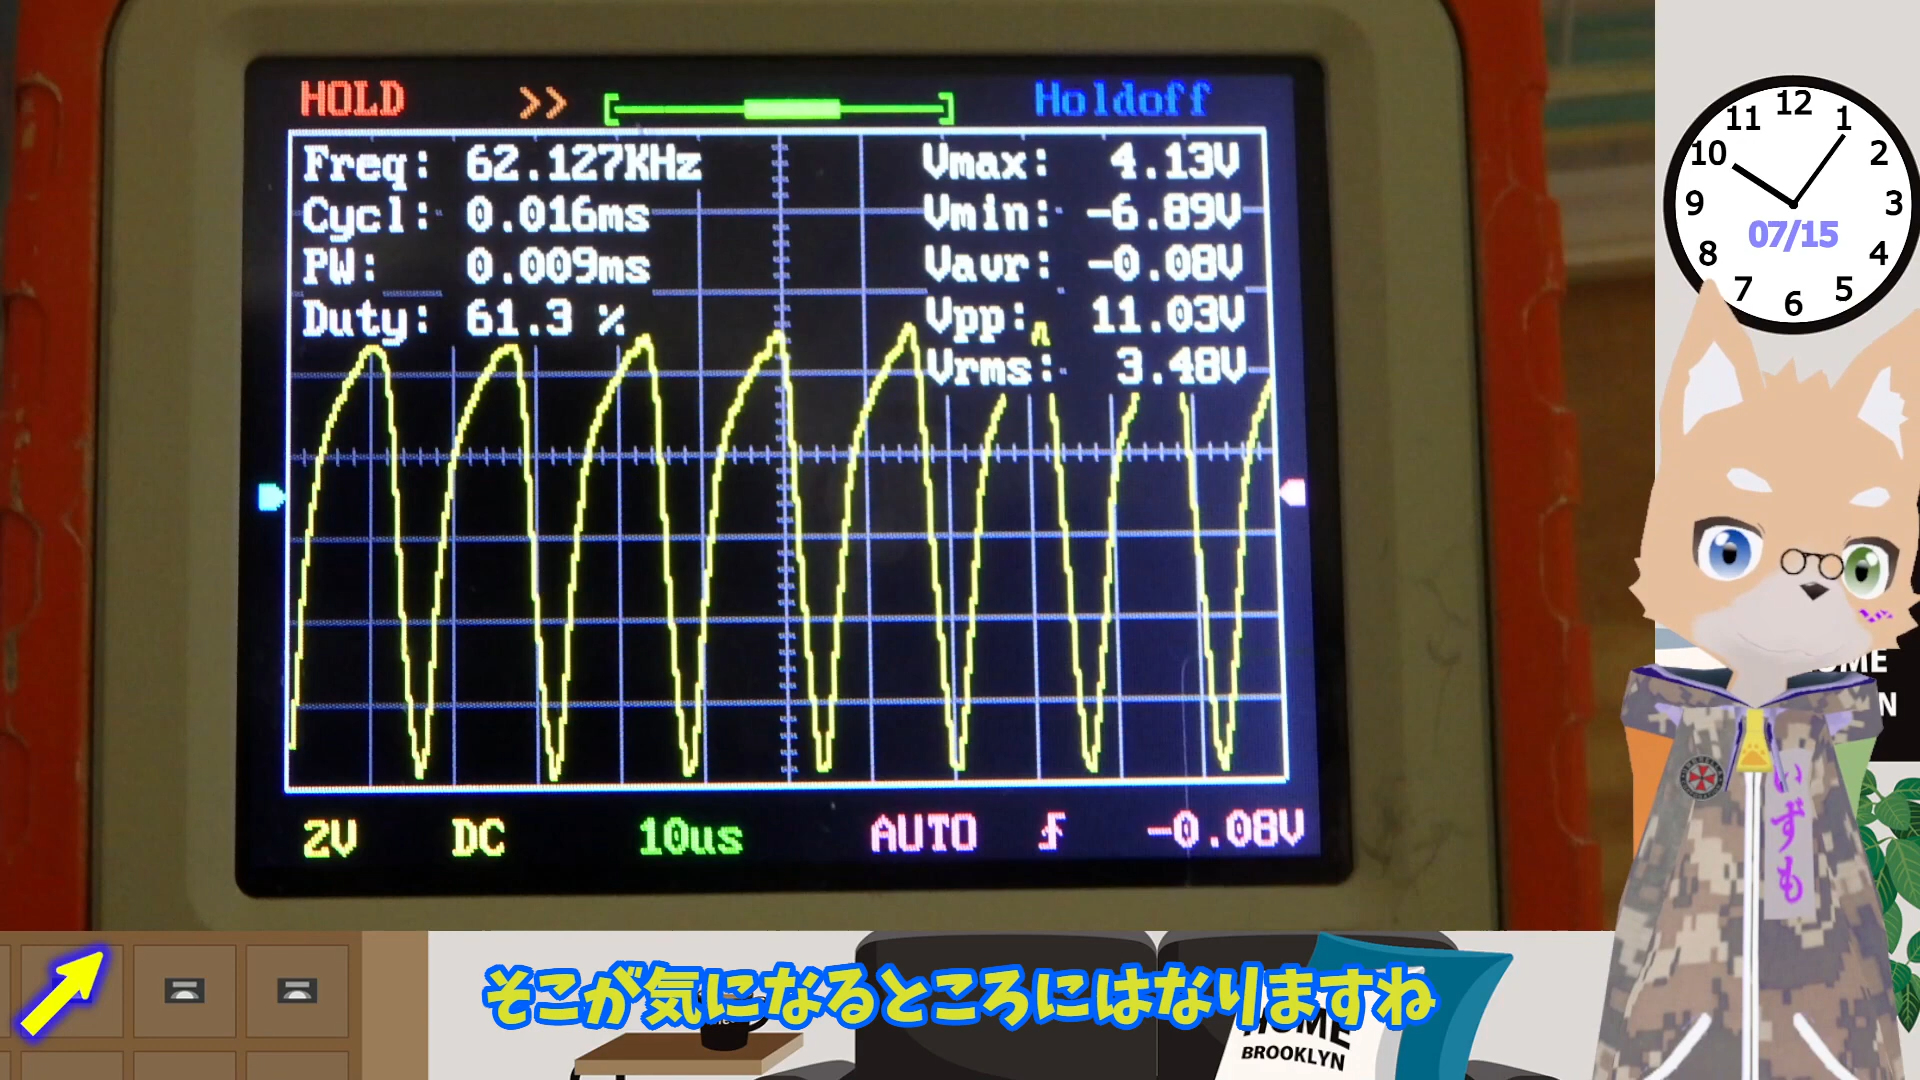 HOLD >> Holdoff
Freq: 62.127KHz
Cycl: 0.016ms
PW: 0.009ms
Duty: 61.3 %
Vmax: 4.13V
Vmin: -6.89V
Vavr: -0.08V
Vpp: 11.03V
Vrms: 3.48V
2V DC 10us AUTO -0.08V
12
1
2
3
4
5
6
7
8
9
10
11
07/15
いずも
そこが気になるところにはなりますね
HOME
BROOKLYN